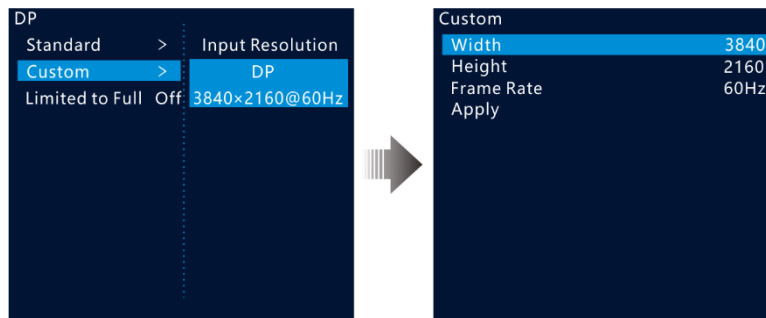 DP
Standard >
Custom >
Limited to Full Off
Input Resolution
DP
3840×2160@60Hz
Custom
Width 3840
Height 2160
Frame Rate 60Hz
Apply